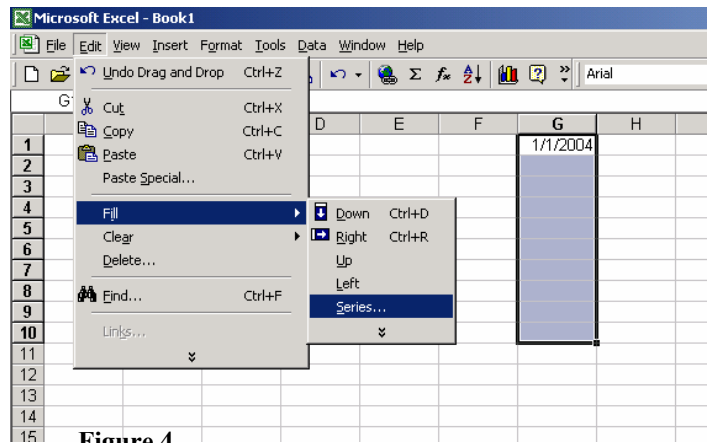 Microsoft Excel - Book1
File Edit View Insert Format Tools Data Window Help
Arial
Undo Drag and Drop Ctrl+Z
Cut Ctrl+X
Copy Ctrl+C
Paste Ctrl+V
Paste Special...
Fill
Clear
Delete...
Find... Ctrl+F
Links...
Down Ctrl+D
Right Ctrl+R
Up
Left
Series...
D E F G H
1 1/1/2004
2
3
4
5
6
7
8
9
10
11
12
13
14
15
Figure 4